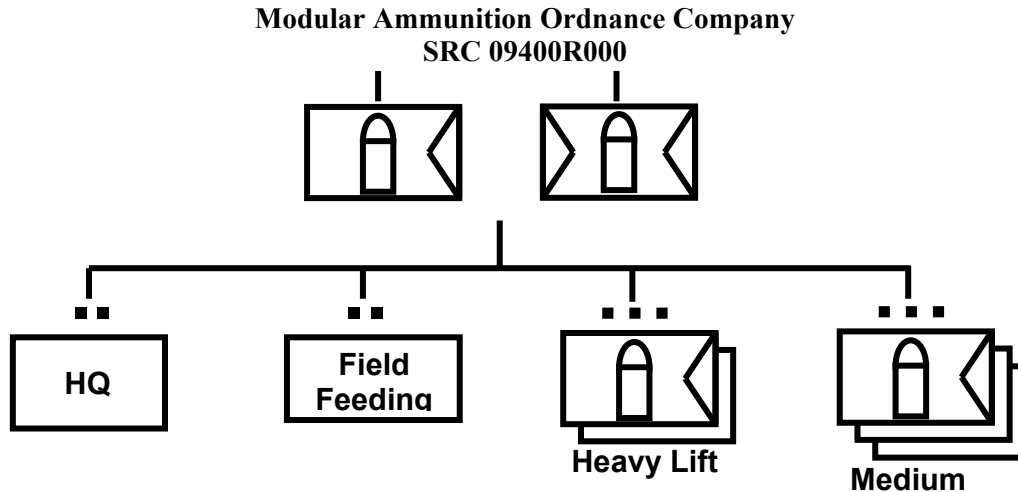 Modular Ammunition Ordnance Company
SRC 09400R000
HQ
Field
Feeding
Heavy Lift
Medium